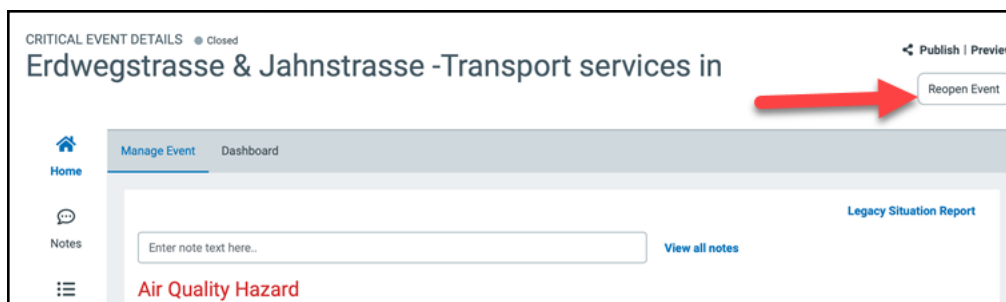 CRITICAL EVENT DETAILS Closed
Erdwegstrasse & Jahnstrasse -Transport services in
Publish | Preview
Reopen Event
Home
Manage Event Dashboard
Legacy Situation Report
Notes
Enter note text here..
View all notes
Air Quality Hazard